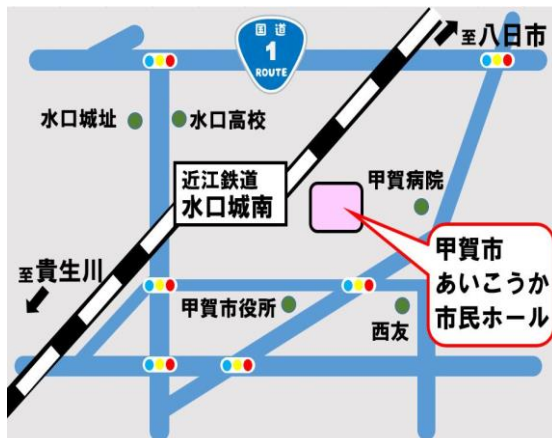 国道
1
ROUTE
至八日市
水口城址
水口高校
近江鉄道
水口城南
甲賀病院
至貴生川
甲賀市
あいこうか
市民ホール
甲賀市役所
西友